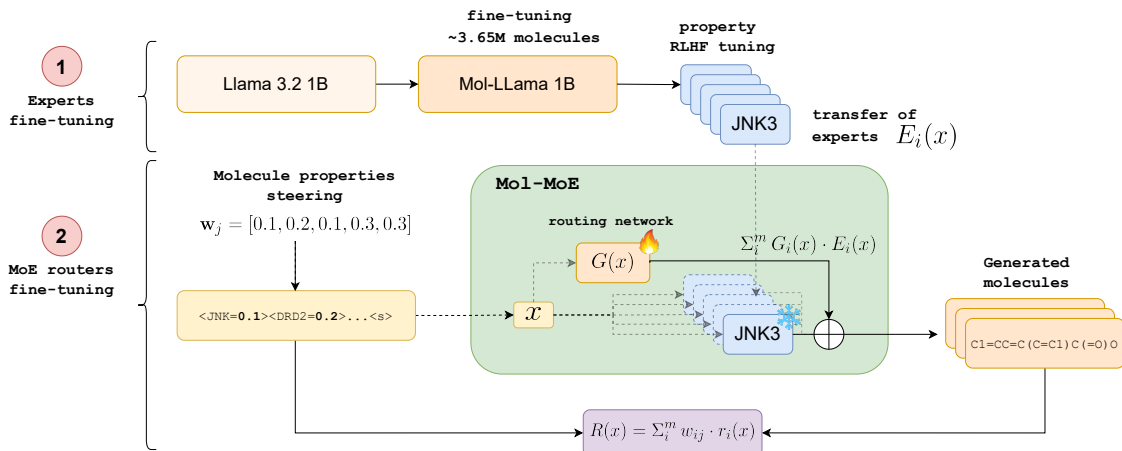 fine-tuning
~3.65M molecules
property
RLHF tuning
1
Experts
fine-tuning
Llama 3.2 1B
Mol-LLama 1B
JNK3
transfer of
experts E_i(x)
2
MoE routers
fine-tuning
Molecule properties
steering
w_j = [0.1, 0.2, 0.1, 0.3, 0.3]
<JNK=0.1><DRD2=0.2>...<s>
Mol-MoE
routing network
G(x)
Σ_i^m G_i(x) · E_i(x)
x
JNK3
Generated
molecules
C1=CC=C(C=C1)C(=O)O
R(x) = Σ_i^m w_ij · r_i(x)